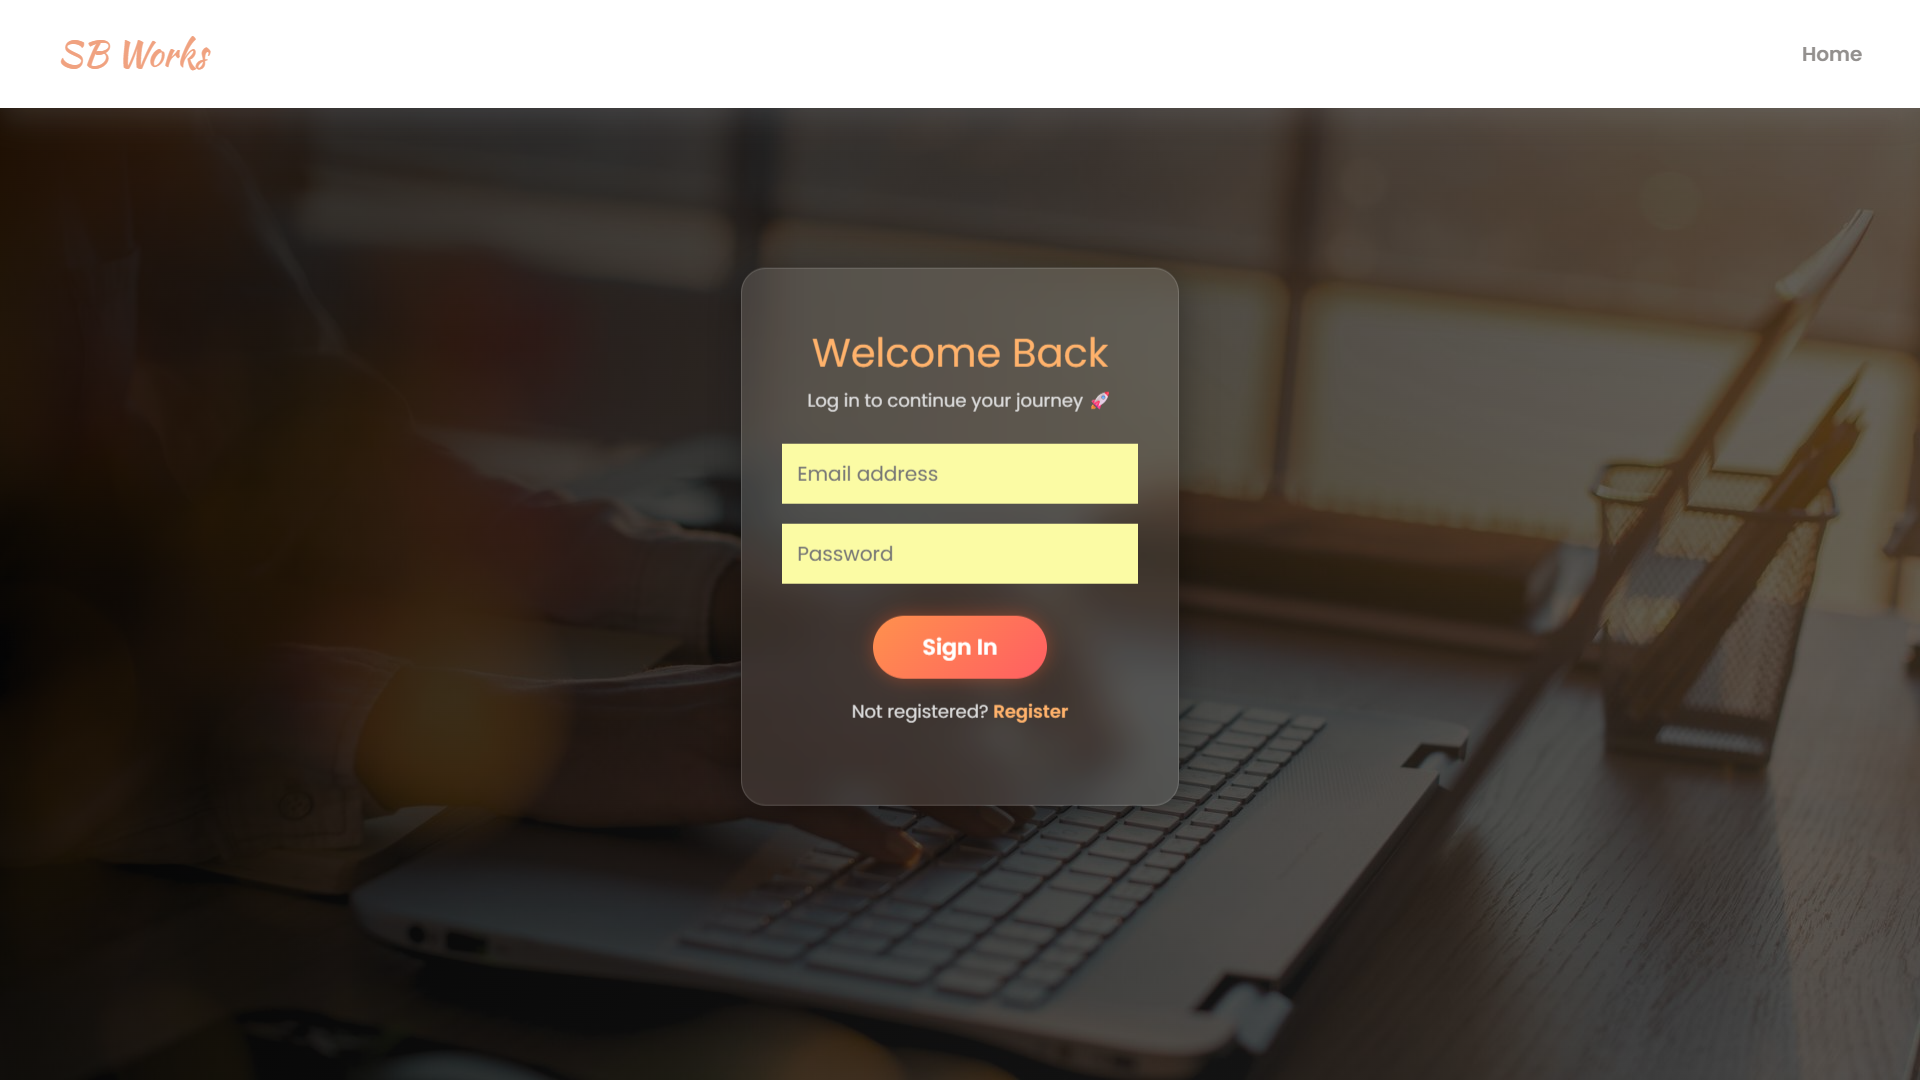 SB Works
Home
Welcome Back
Log in to continue your journey 🚀
Email address
Password
Sign In
Not registered? Register